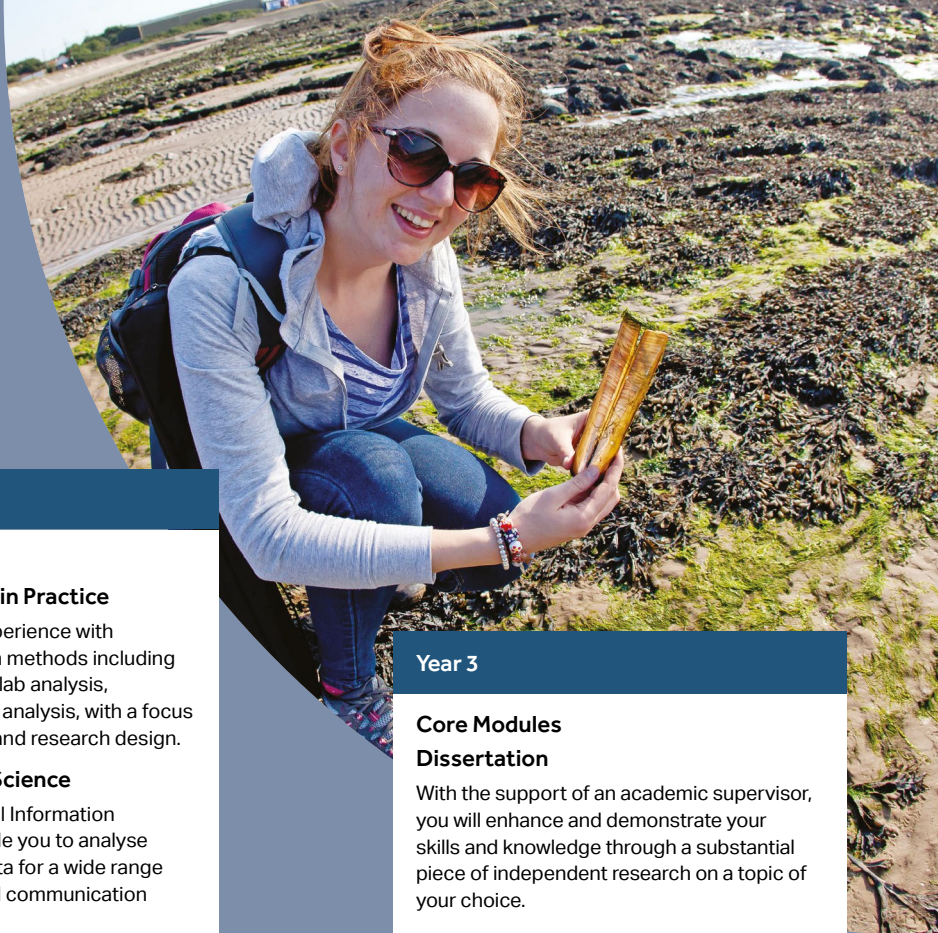 in Practice
perience with
methods including
lab analysis,
analysis, with a focus
and research design.
Science
l Information
le you to analyse
ta for a wide range
communication
Year 3
Core Modules
Dissertation
With the support of an academic supervisor,
you will enhance and demonstrate your
skills and knowledge through a substantial
piece of independent research on a topic of
your choice.